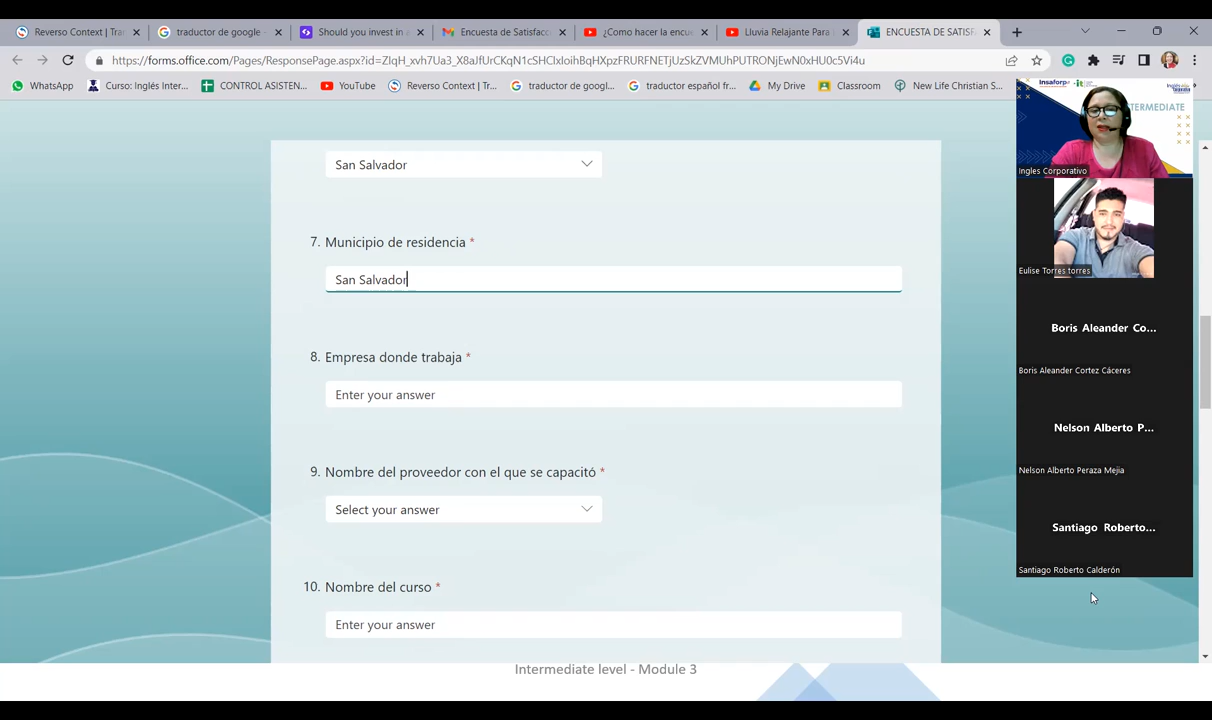 Reverso Context | Tra
traductor de google -
Should you invest in
Encuesta de Satisfacc
¿Como hacer la encu
Lluvia Relajante Para
ENCUESTA DE SATISF
https://forms.office.com/Pages/ResponsePage.aspx?id=
WhatsApp
Curso: Inglés Inter...
CONTROL ASISTEN...
YouTube
Reverso Context | Tr...
traductor de googl...
traductor español fr...
My Drive
Classroom
New Life Christian S...
San Salvador
7. Municipio de residencia *
San Salvador
8. Empresa donde trabaja *
Enter your answer
9. Nombre del proveedor con el que se capacitó *
Select your answer
10. Nombre del curso *
Enter your answer
Intermediate level - Module 3
Insaforp
TERMEDIATE
Ingles Corporativo
Eulise Torres torres
Boris Aleander Co...
Boris Aleander Cortez Cáceres
Nelson Alberto P...
Nelson Alberto Peraza Mejia
Santiago Roberto...
Santiago Roberto Calderón